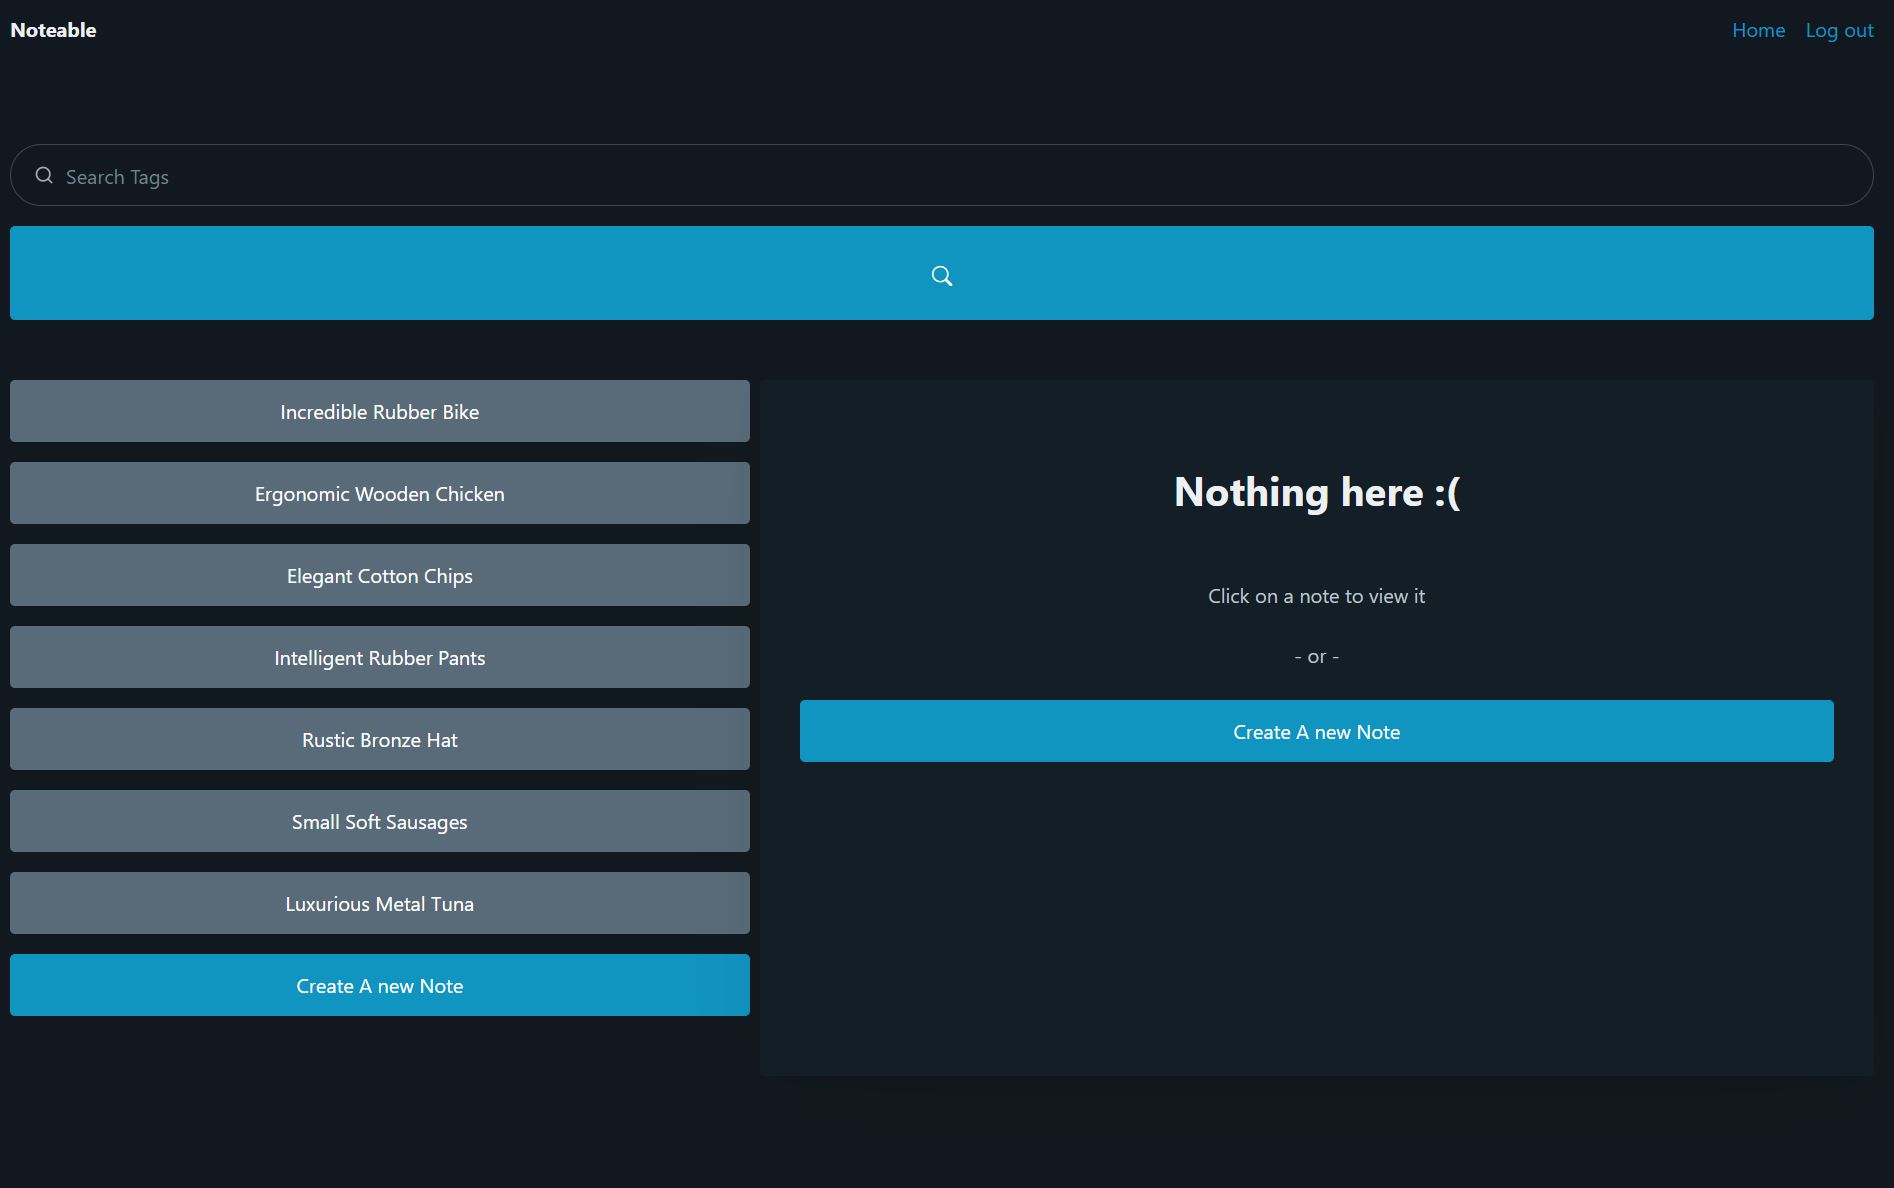 Noteable
Home Log out
Search Tags
Incredible Rubber Bike
Ergonomic Wooden Chicken
Elegant Cotton Chips
Intelligent Rubber Pants
Rustic Bronze Hat
Small Soft Sausages
Luxurious Metal Tuna
Create A new Note
Nothing here :(
Click on a note to view it
- or -
Create A new Note